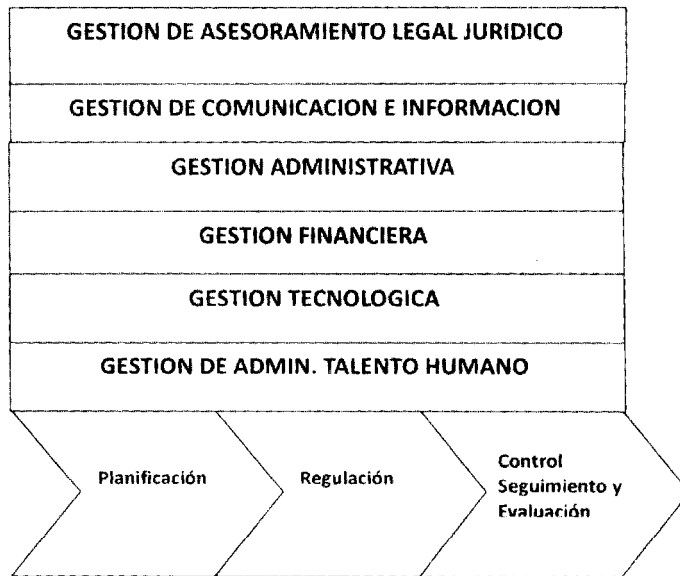 GESTION DE ASESORAMIENTO LEGAL JURIDICO
GESTION DE COMUNICACION E INFORMACION
GESTION ADMINISTRATIVA
GESTION FINANCIERA
GESTION TECNOLOGICA
GESTION DE ADMIN. TALENTO HUMANO
Planificación
Regulación
Control
Seguimiento y
Evaluación